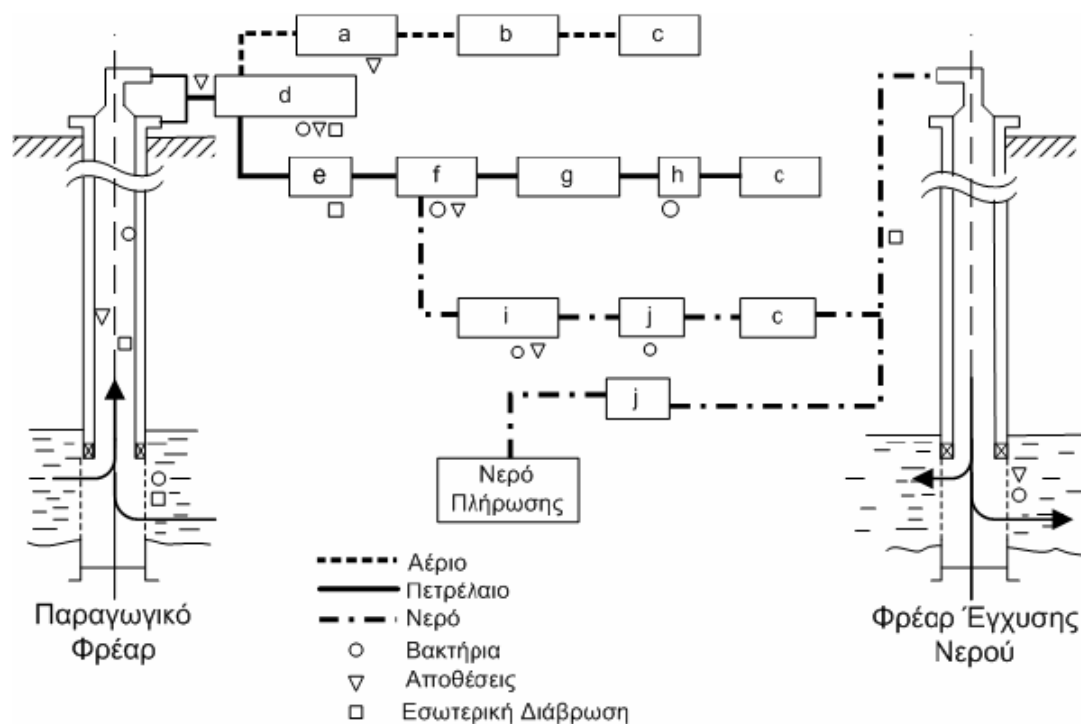 a
b
c
d
e
f
g
h
c
i
j
c
j
Νερό
Πλήρωσης
Αέριο
Πετρέλαιο
Νερό
Βακτήρια
Αποθέσεις
Εσωτερική Διάβρωση
Παραγωγικό
Φρέαρ
Φρέαρ Έγχυσης
Νερού